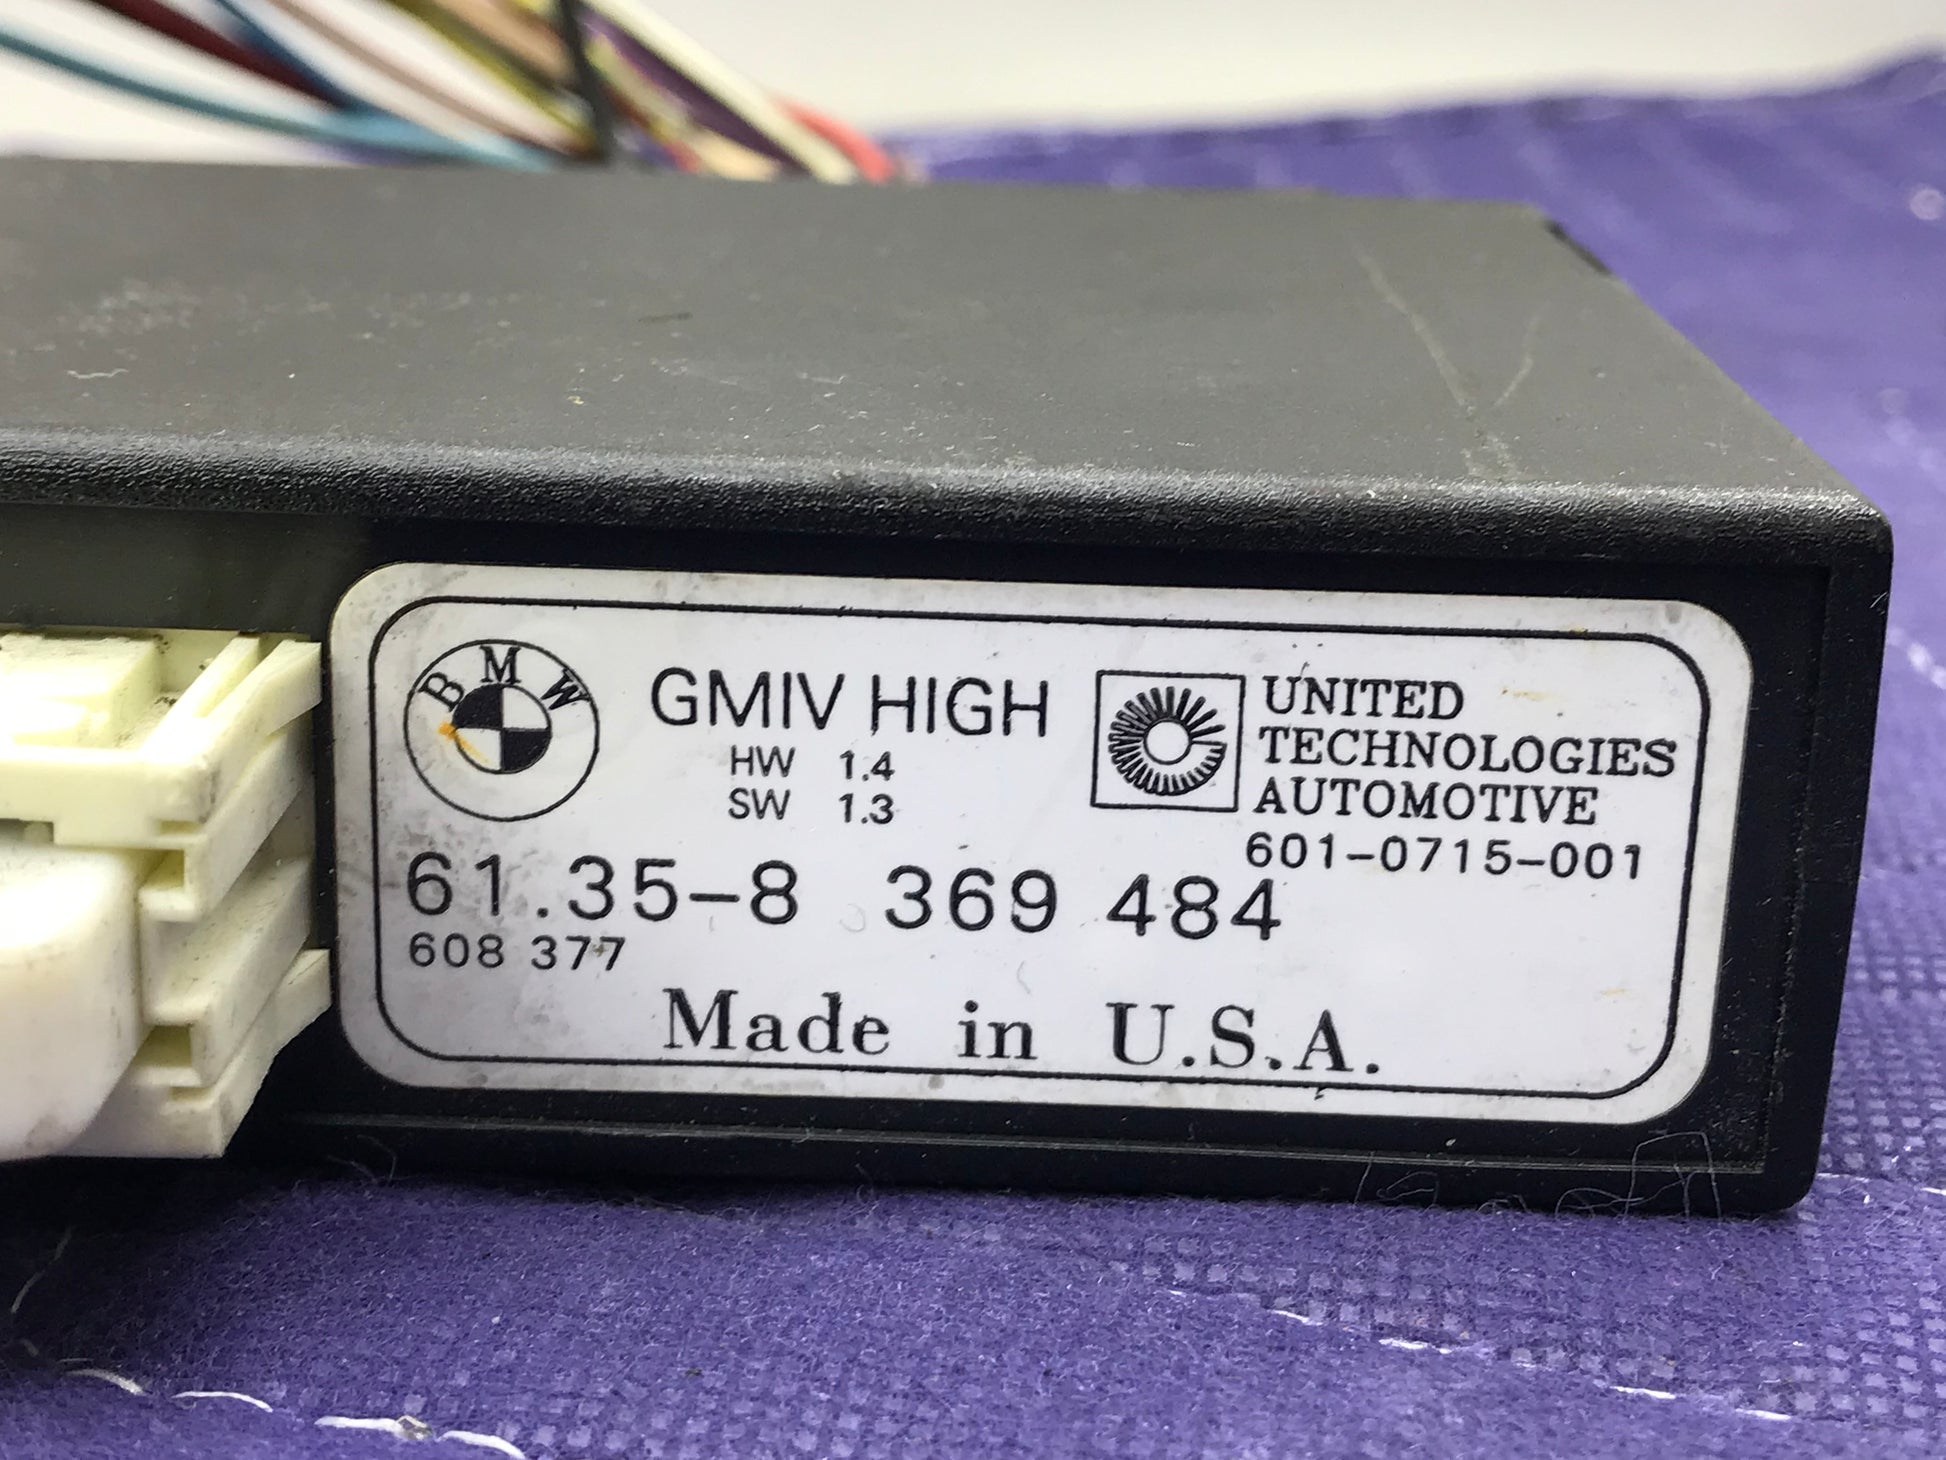 BMW
GMIV HIGH
HW 1.4
SW 1.3
UNITED
TECHNOLOGIES
AUTOMOTIVE
601-0715-001
61.35-8 369 484
608 377
Made in U.S.A.